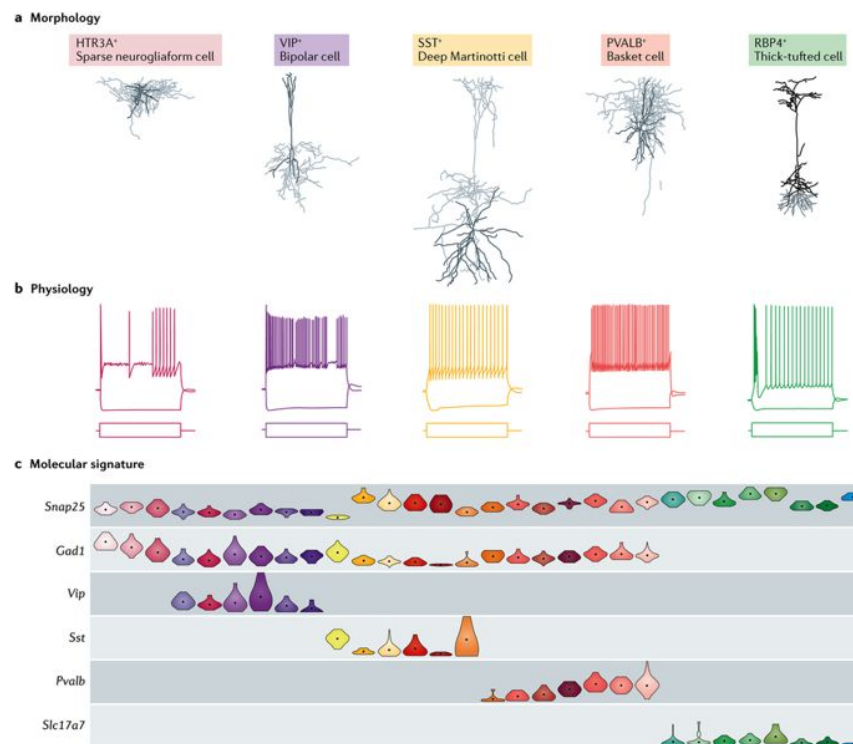 a Morphology
HTR3A⁺
Sparse neurogliaform cell
VIP⁺
Bipolar cell
SST⁺
Deep Martinotti cell
PVALB⁺
Basket cell
RBP4⁺
Thick-tufted cell
b Physiology
c Molecular signature
Snap25
Gad1
Vip
Sst
Pvalb
Slc17a7